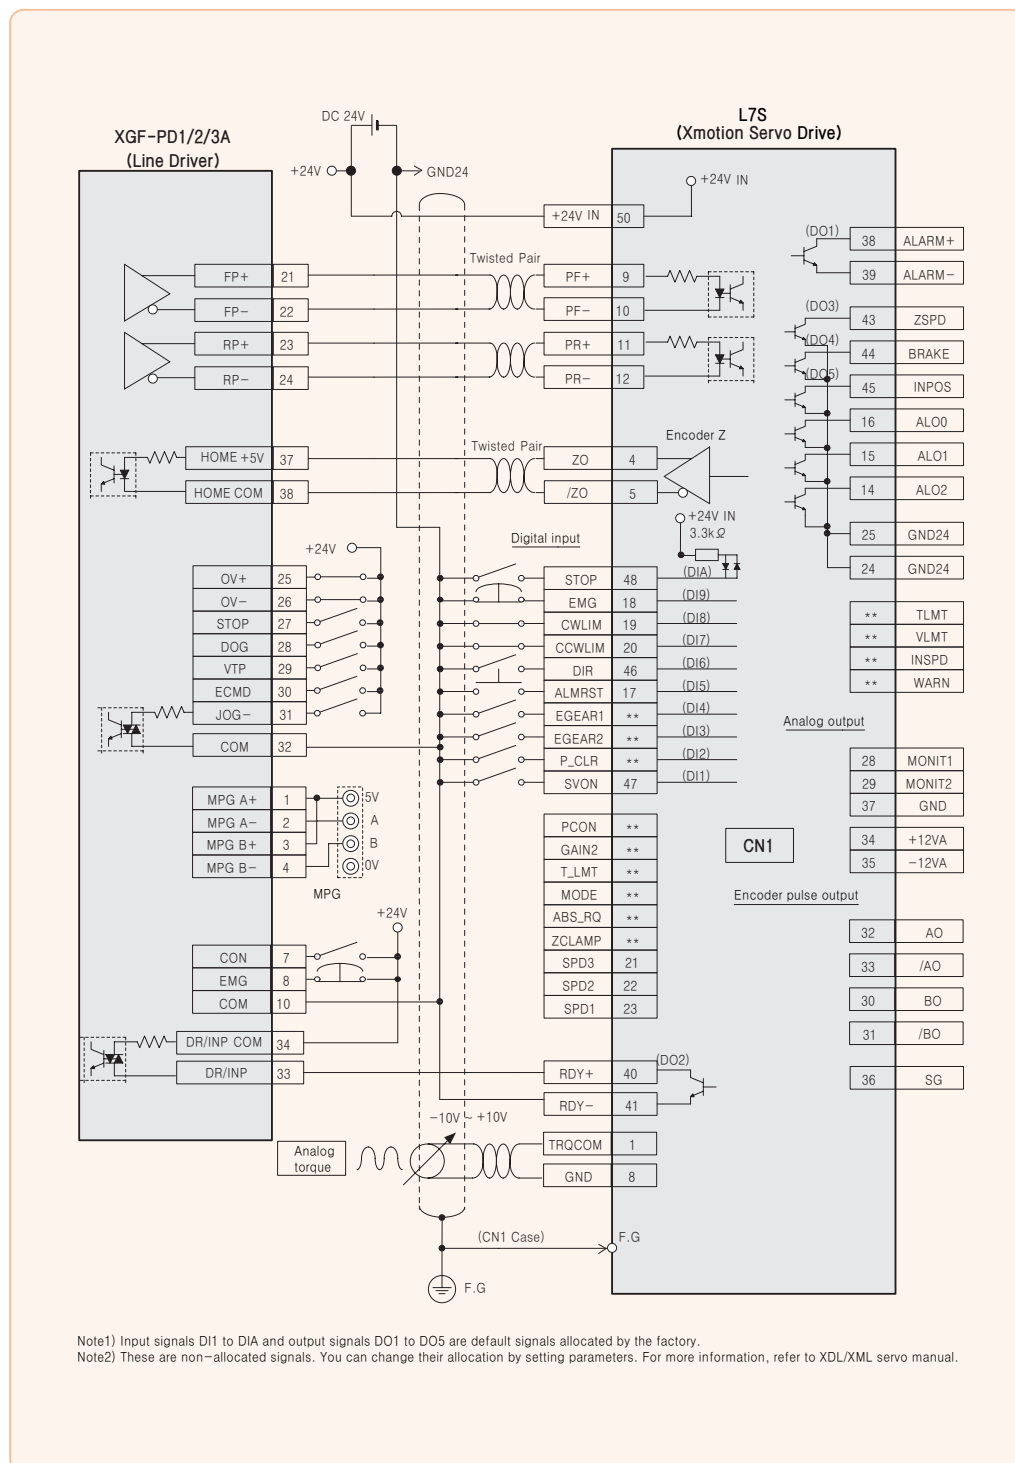 DC 24V
L7S
(Xmotion Servo Drive)
XGF-PD1/2/3A
(Line Driver)
+24V
GND24
+24V IN
+24V IN 50
(DO1)
38 ALARM+
39 ALARM-
Twisted Pair
FP+ 21
FP- 22
RP+ 23
RP- 24
PF+ 9
PF- 10
PR+ 11
PR- 12
(DO3)
43 ZSPD
(DO4)
44 BRAKE
(DO5)
45 INPOS
16 ALO0
15 ALO1
14 ALO2
25 GND24
24 GND24
HOME +5V 37
HOME COM 38
Twisted Pair
ZO 4
/ZO 5
Encoder Z
+24V IN
3.3kΩ
Digital input
+24V
OV+ 25
OV- 26
STOP 27
DOG 28
VTP 29
ECMD 30
JOG- 31
COM 32
STOP 48 (DIA)
EMG 18 (DI9)
CWLIM 19 (DI8)
CCWLIM 20 (DI7)
DIR 46 (DI6)
ALMRST 17 (DI5)
EGEAR1 ** (DI4)
EGEAR2 ** (DI3)
P_CLR ** (DI2)
SVON 47 (DI1)
** TLMT
** VLMT
** INSPD
** WARN
Analog output
28 MONIT1
29 MONIT2
37 GND
34 +12VA
35 -12VA
MPG A+ 1
MPG A- 2
MPG B+ 3
MPG B- 4
5V
A
B
0V
MPG
PCON **
GAIN2 **
T_LMT **
MODE **
ABS_RQ **
ZCLAMP **
SPD3 21
SPD2 22
SPD1 23
CN1
Encoder pulse output
32 AO
33 /AO
30 BO
31 /BO
36 SG
+24V
CON 7
EMG 8
COM 10
DR/INP COM 34
DR/INP 33
RDY+ 40
(DO2)
RDY- 41
-10V ~ +10V
Analog
torque
TRQCOM 1
GND 8
(CN1 Case)
F.G
F.G
Note1) Input signals DI1 to DIA and output signals DO1 to DO5 are default signals allocated by the factory.
Note2) These are non-allocated signals. You can change their allocation by setting parameters. For more information, refer to XDL/XML servo manual.